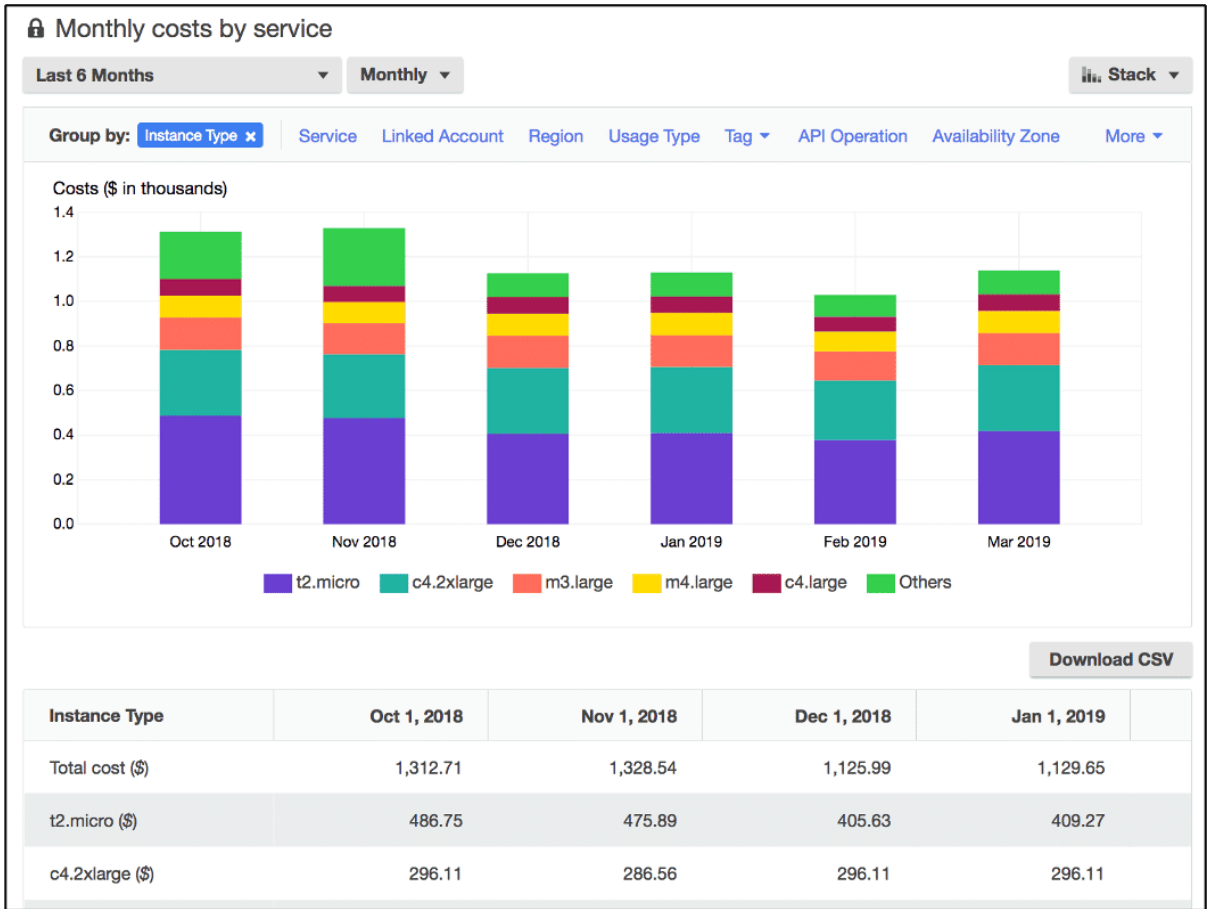 Monthly costs by service
Last 6 Months Monthly Stack
Group by: Instance Type × Service Linked Account Region Usage Type Tag API Operation Availability Zone More
Costs ($ in thousands)
1.4
1.2
1.0
0.8
0.6
0.4
0.2
0.0
Oct 2018 Nov 2018 Dec 2018 Jan 2019 Feb 2019 Mar 2019
t2.micro c4.2xlarge m3.large m4.large c4.large Others
Download CSV
Instance Type Oct 1, 2018 Nov 1, 2018 Dec 1, 2018 Jan 1, 2019
Total cost ($) 1,312.71 1,328.54 1,125.99 1,129.65
t2.micro ($) 486.75 475.89 405.63 409.27
c4.2xlarge ($) 296.11 286.56 296.11 296.11